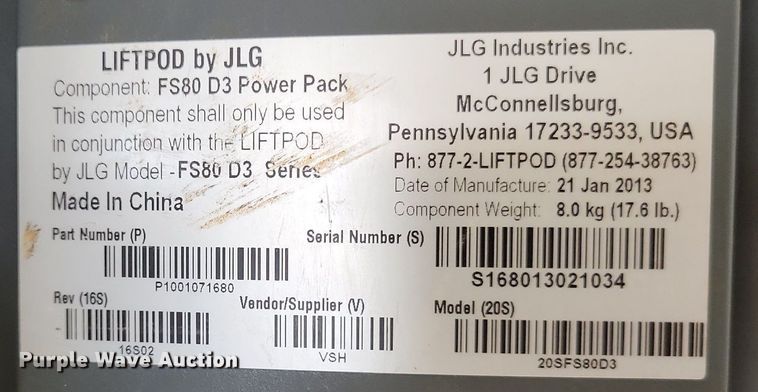 LIFTPOD by JLG
Component: FS80 D3 Power Pack
This component shall only be used
in conjunction with the LIFTPOD
by JLG Model -FS80 D3 Series
Made In China
JLG Industries Inc.
1 JLG Drive
McConnellsburg,
Pennsylvania 17233-9533, USA
Ph: 877-2-LIFTPOD (877-254-38763)
Date of Manufacture: 21 Jan 2013
Component Weight: 8.0 kg (17.6 lb.)
Part Number (P)
P1001071680
Serial Number (S)
S168013021034
Rev (16S)
16S02
Vendor/Supplier (V)
VSH
Model (20S)
20SFS80D3
Purple Wave Auction